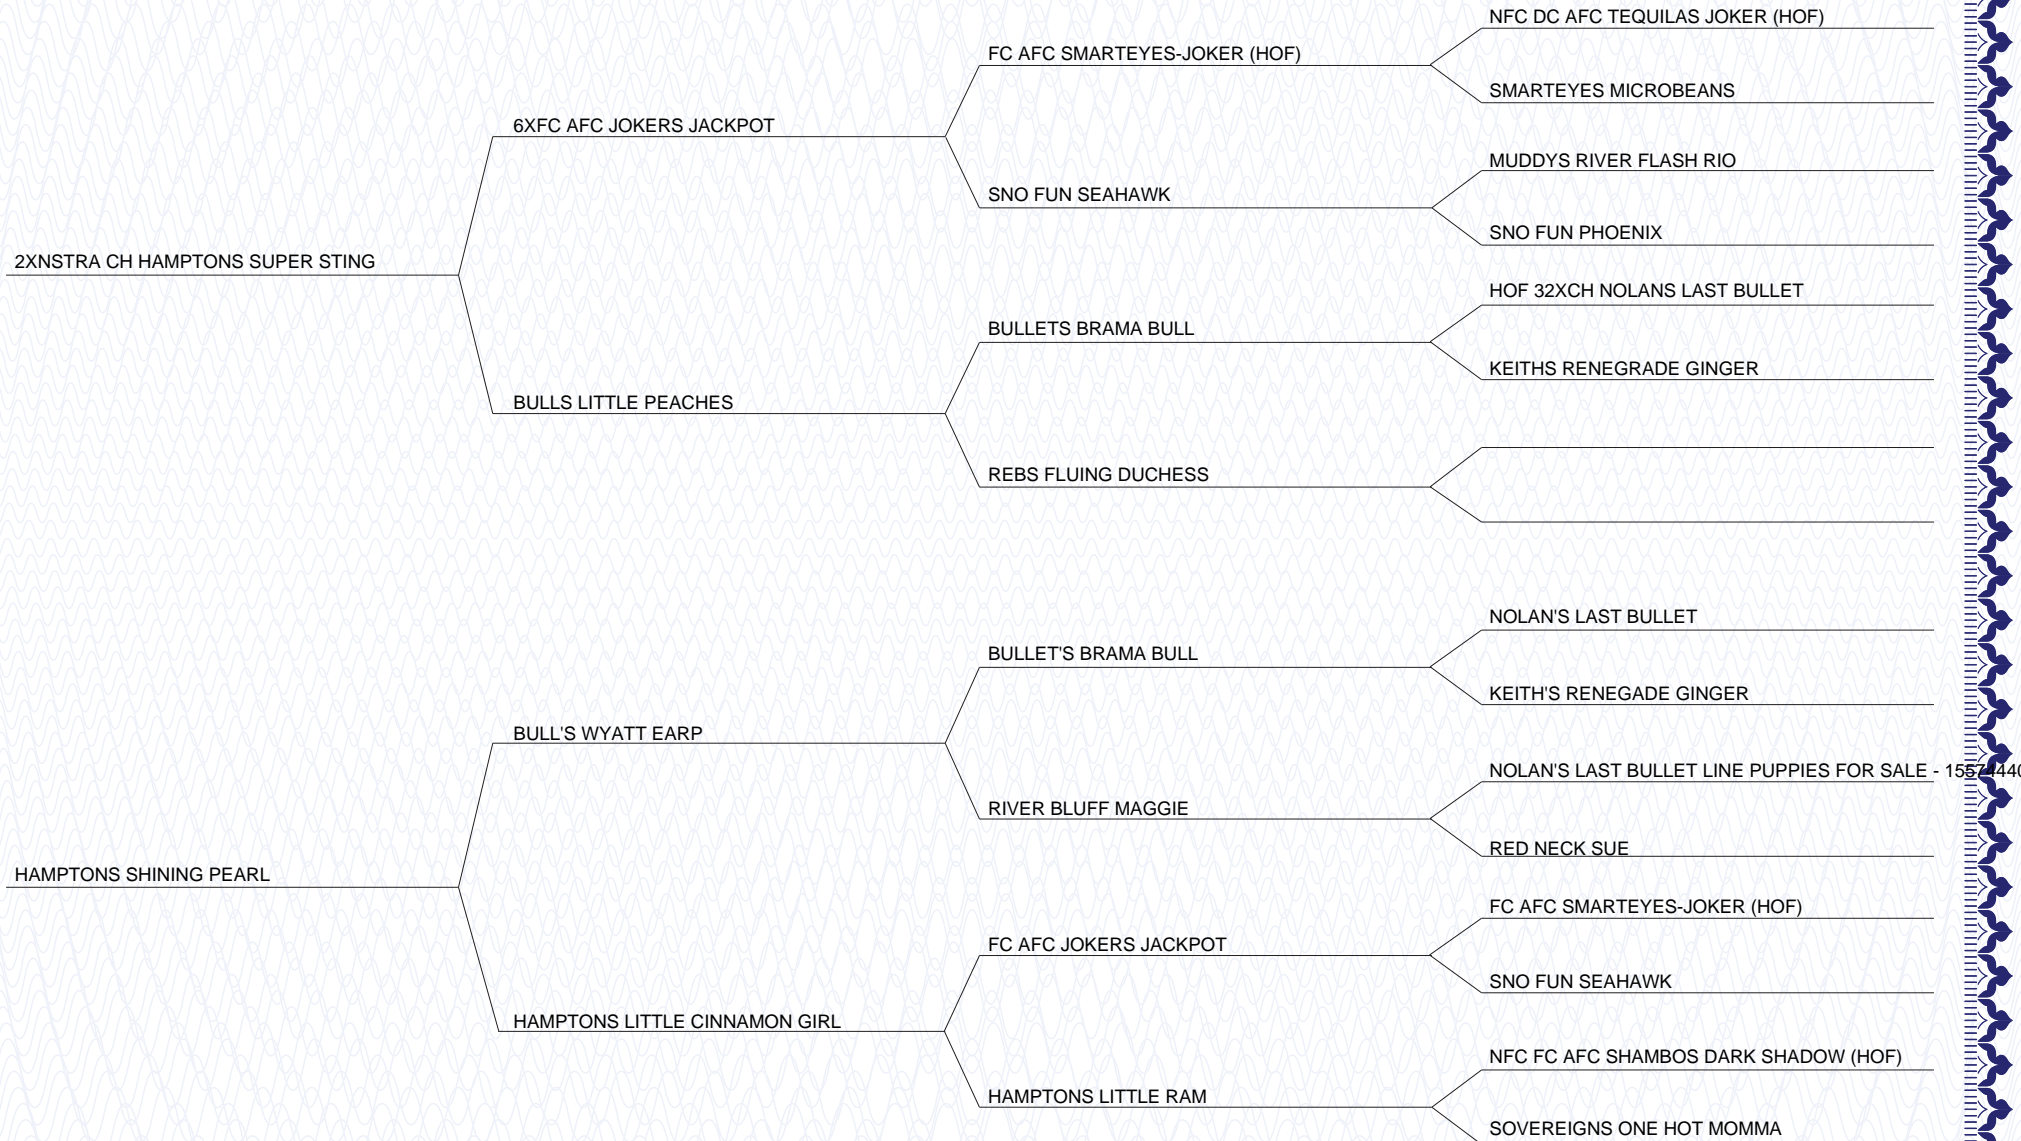 NFC DC AFC TEQUILAS JOKER (HOF)
FC AFC SMARTEYES-JOKER (HOF)
SMARTEYES MICROBEANS
6XFC AFC JOKERS JACKPOT
MUDDYS RIVER FLASH RIO
SNO FUN SEAHAWK
SNO FUN PHOENIX
2XNSTRA CH HAMPTONS SUPER STING
HOF 32XCH NOLANS LAST BULLET
BULLETS BRAMA BULL
KEITHS RENEGRADE GINGER
BULLS LITTLE PEACHES
REBS FLUING DUCHESS
NOLAN'S LAST BULLET
BULLET'S BRAMA BULL
KEITH'S RENEGADE GINGER
BULL'S WYATT EARP
NOLAN'S LAST BULLET LINE PUPPIES FOR SALE -
RIVER BLUFF MAGGIE
RED NECK SUE
HAMPTONS SHINING PEARL
FC AFC SMARTEYES-JOKER (HOF)
FC AFC JOKERS JACKPOT
SNO FUN SEAHAWK
HAMPTONS LITTLE CINNAMON GIRL
NFC FC AFC SHAMBOS DARK SHADOW (HOF)
HAMPTONS LITTLE RAM
SOVEREIGNS ONE HOT MOMMA